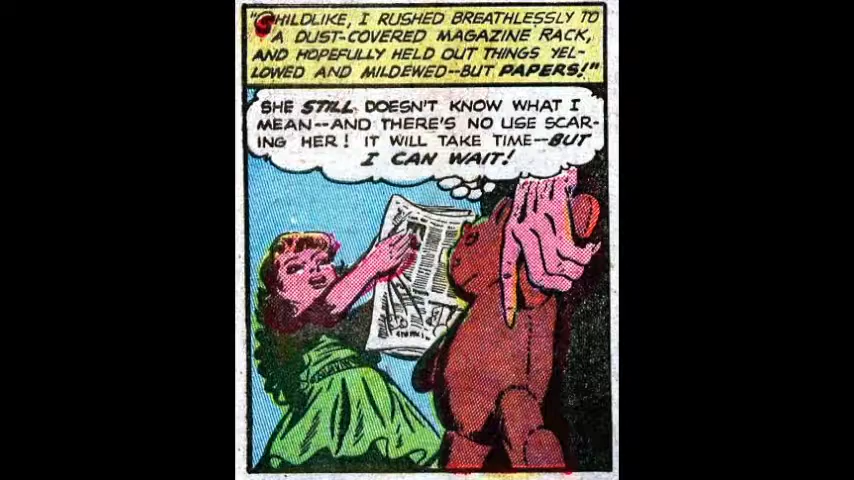 "CHILDLIKE, I RUSHED BREATHLESSLY TO
A DUST-COVERED MAGAZINE RACK,
AND HOPEFULLY HELD OUT THINGS YEL-
LOWED AND MILDEWED--BUT PAPERS!"
SHE STILL DOESN'T KNOW WHAT I
MEAN--AND THERE'S NO USE SCAR-
ING HER! IT WILL TAKE TIME--BUT
I CAN WAIT!